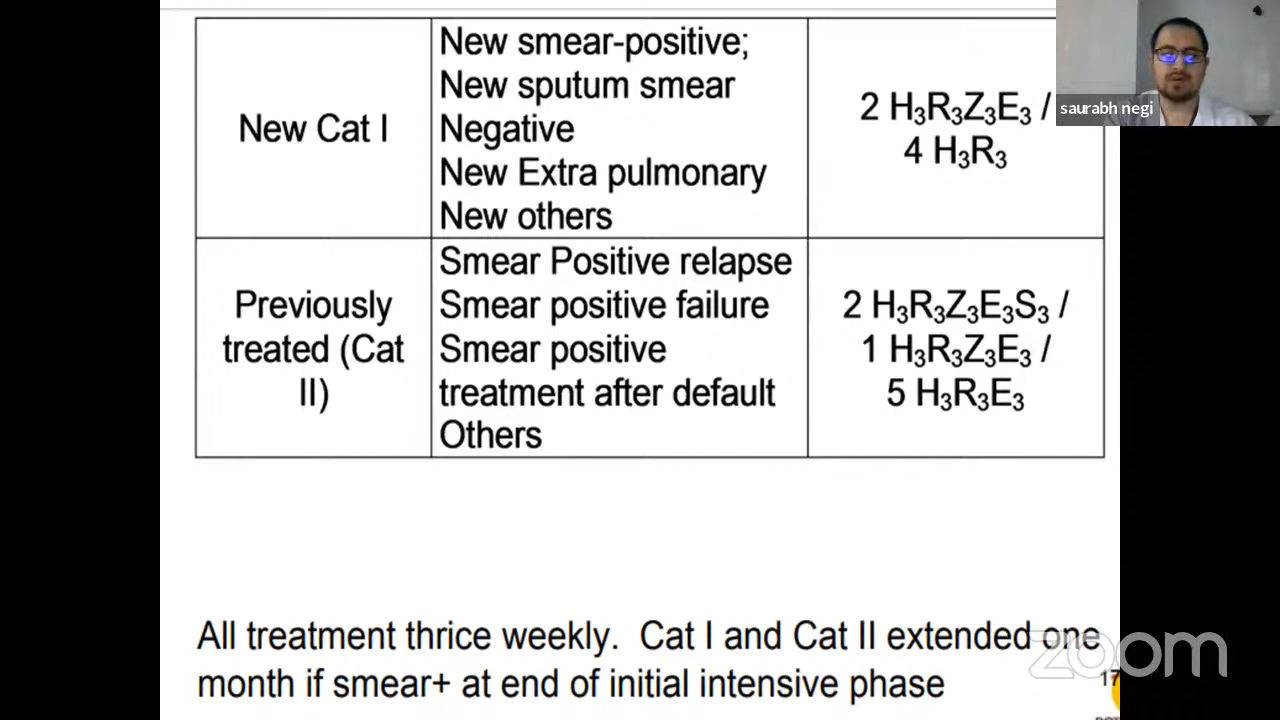 New Cat I
New smear-positive;
New sputum smear
Negative
New Extra pulmonary
New others
2 H₃R₃Z₃E₃ /
4 H₃R₃
Previously
treated (Cat
II)
Smear Positive relapse
Smear positive failure
Smear positive
treatment after default
Others
2 H₃R₃Z₃E₃S₃ /
1 H₃R₃Z₃E₃ /
5 H₃R₃E₃
All treatment thrice weekly. Cat I and Cat II extended one
month if smear+ at end of initial intensive phase
saurabh negi
zoom
17